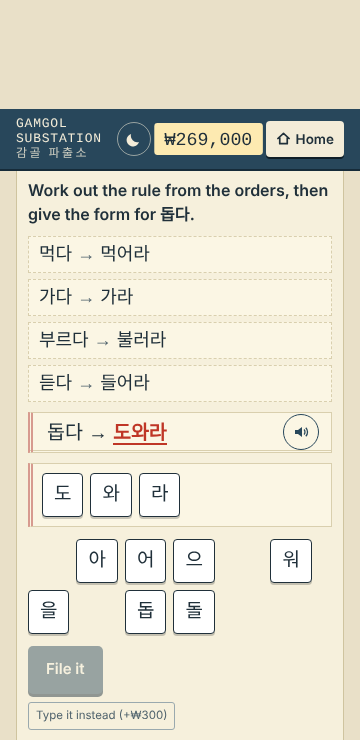 GAMGOL
SUBSTATION
감골 파출소
₩269,000
Home
Work out the rule from the orders, then
give the form for 돕다.
먹다 → 먹어라
가다 → 가라
부르다 → 불러라
듣다 → 들어라
돕다 → 도와라
도 와 라
아 어 으 워
을 돕 돌
File it
Type it instead (+₩300)